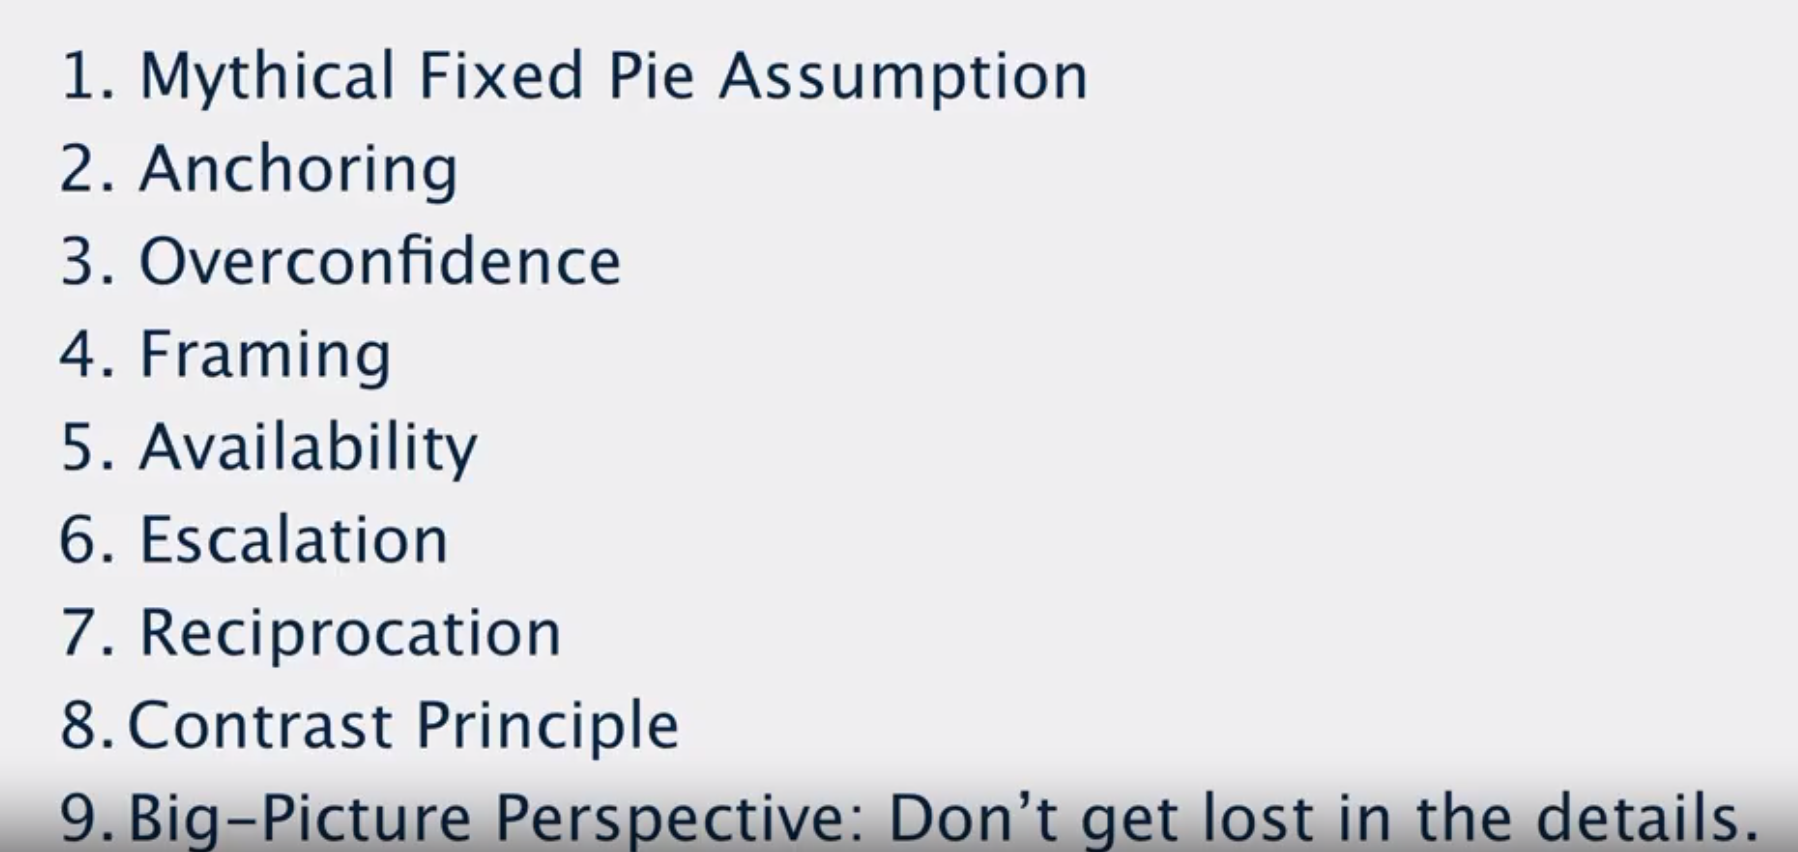 1. Mythical Fixed Pie Assumption
2. Anchoring
3. Overconfidence
4. Framing
5. Availability
6. Escalation
7. Reciprocation
8. Contrast Principle
9. Big-Picture Perspective: Don’t get lost in the details.